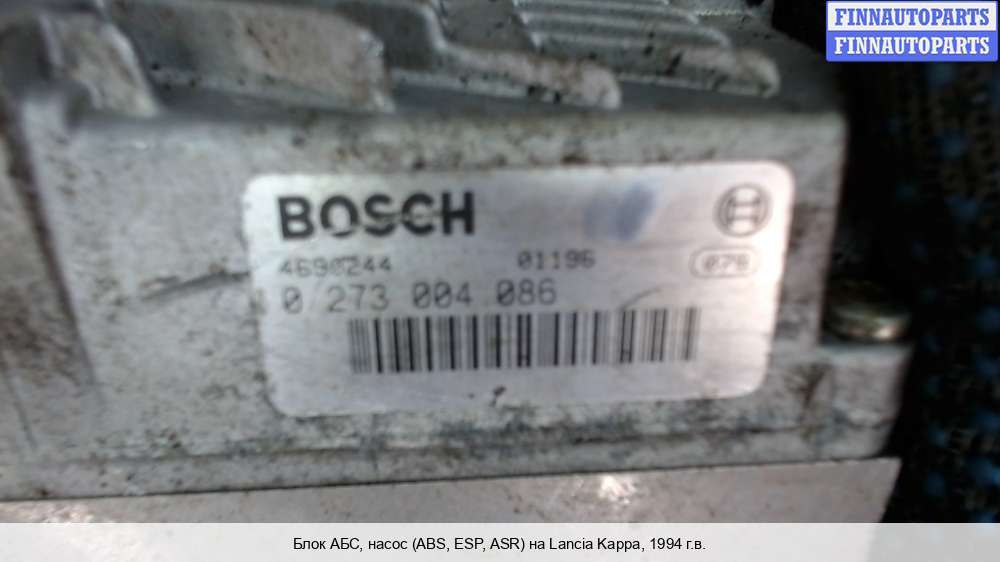 FINNAUTOPARTS
FINNAUTOPARTS
BOSCH
4690244 01196 078
0 273 004 086
Блок АБС, насос (ABS, ESP, ASR) на Lancia Kappa, 1994 г.в.